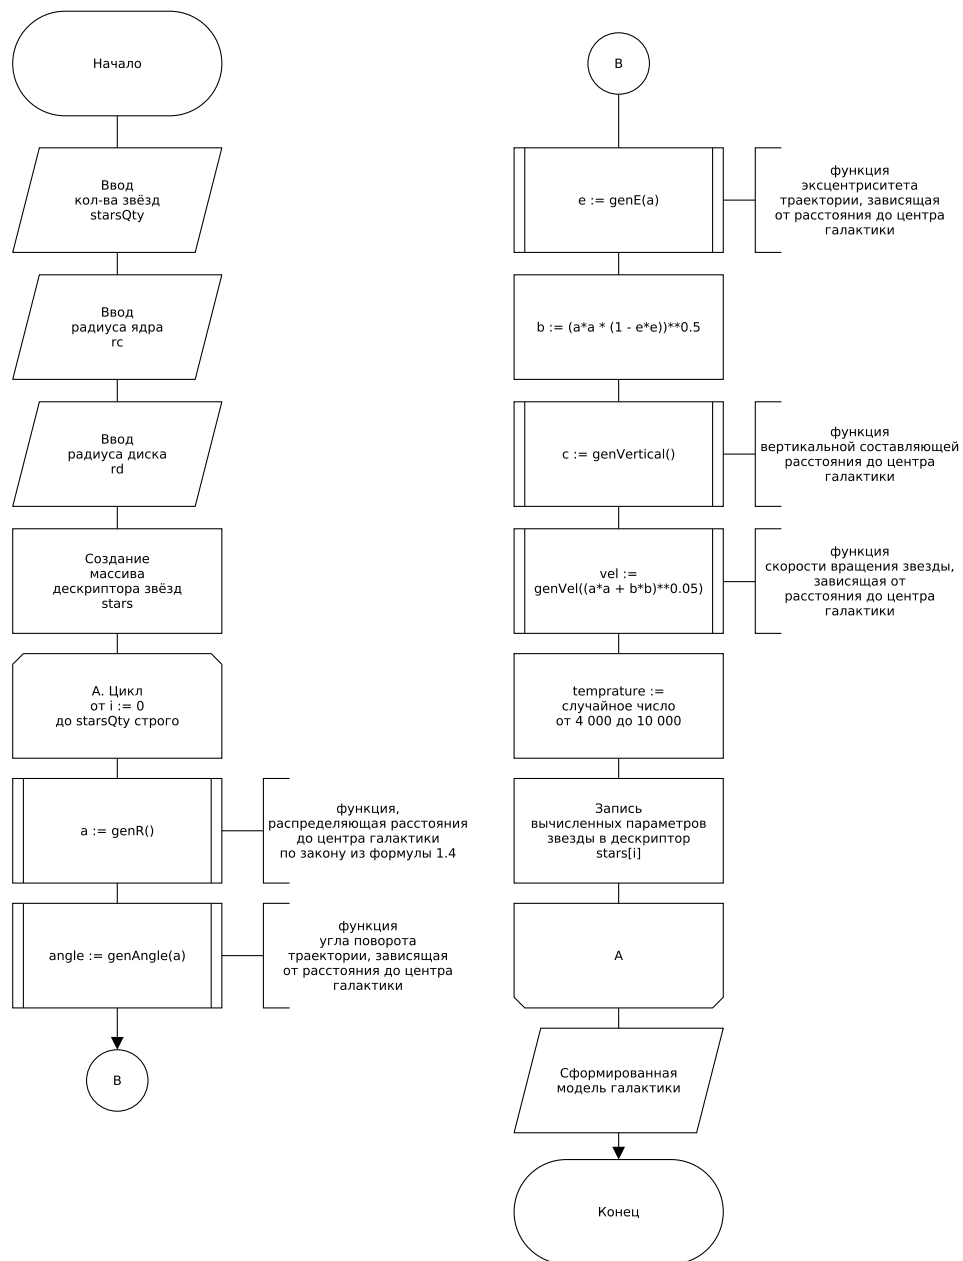 Начало
Ввод
кол-ва звёзд
starsQty
Ввод
радиуса ядра
rc
Ввод
радиуса диска
rd
Создание
массива
дескриптора звёзд
stars
А. Цикл
от i := 0
до starsQty строго
a := genR()
функция,
распределяющая расстояния
до центра галактики
по закону из формулы 1.4
angle := genAngle(a)
функция
угла поворота
траектории, зависящая
от расстояния до центра
галактики
B
B
e := genE(a)
функция
эксцентриситета
траектории, зависящая
от расстояния до центра
галактики
b := (a*a * (1 - e*e))**0.5
c := genVertical()
функция
вертикальной составляющей
расстояния до центра
галактики
vel :=
genVel((a*a + b*b)**0.05)
функция
скорости вращения звезды,
зависящая от
расстояния до центра
галактики
temprature :=
случайное число
от 4 000 до 10 000
Запись
вычисленных параметров
звезды в дескриптор
stars[i]
А
Сформированная
модель галактики
Конец